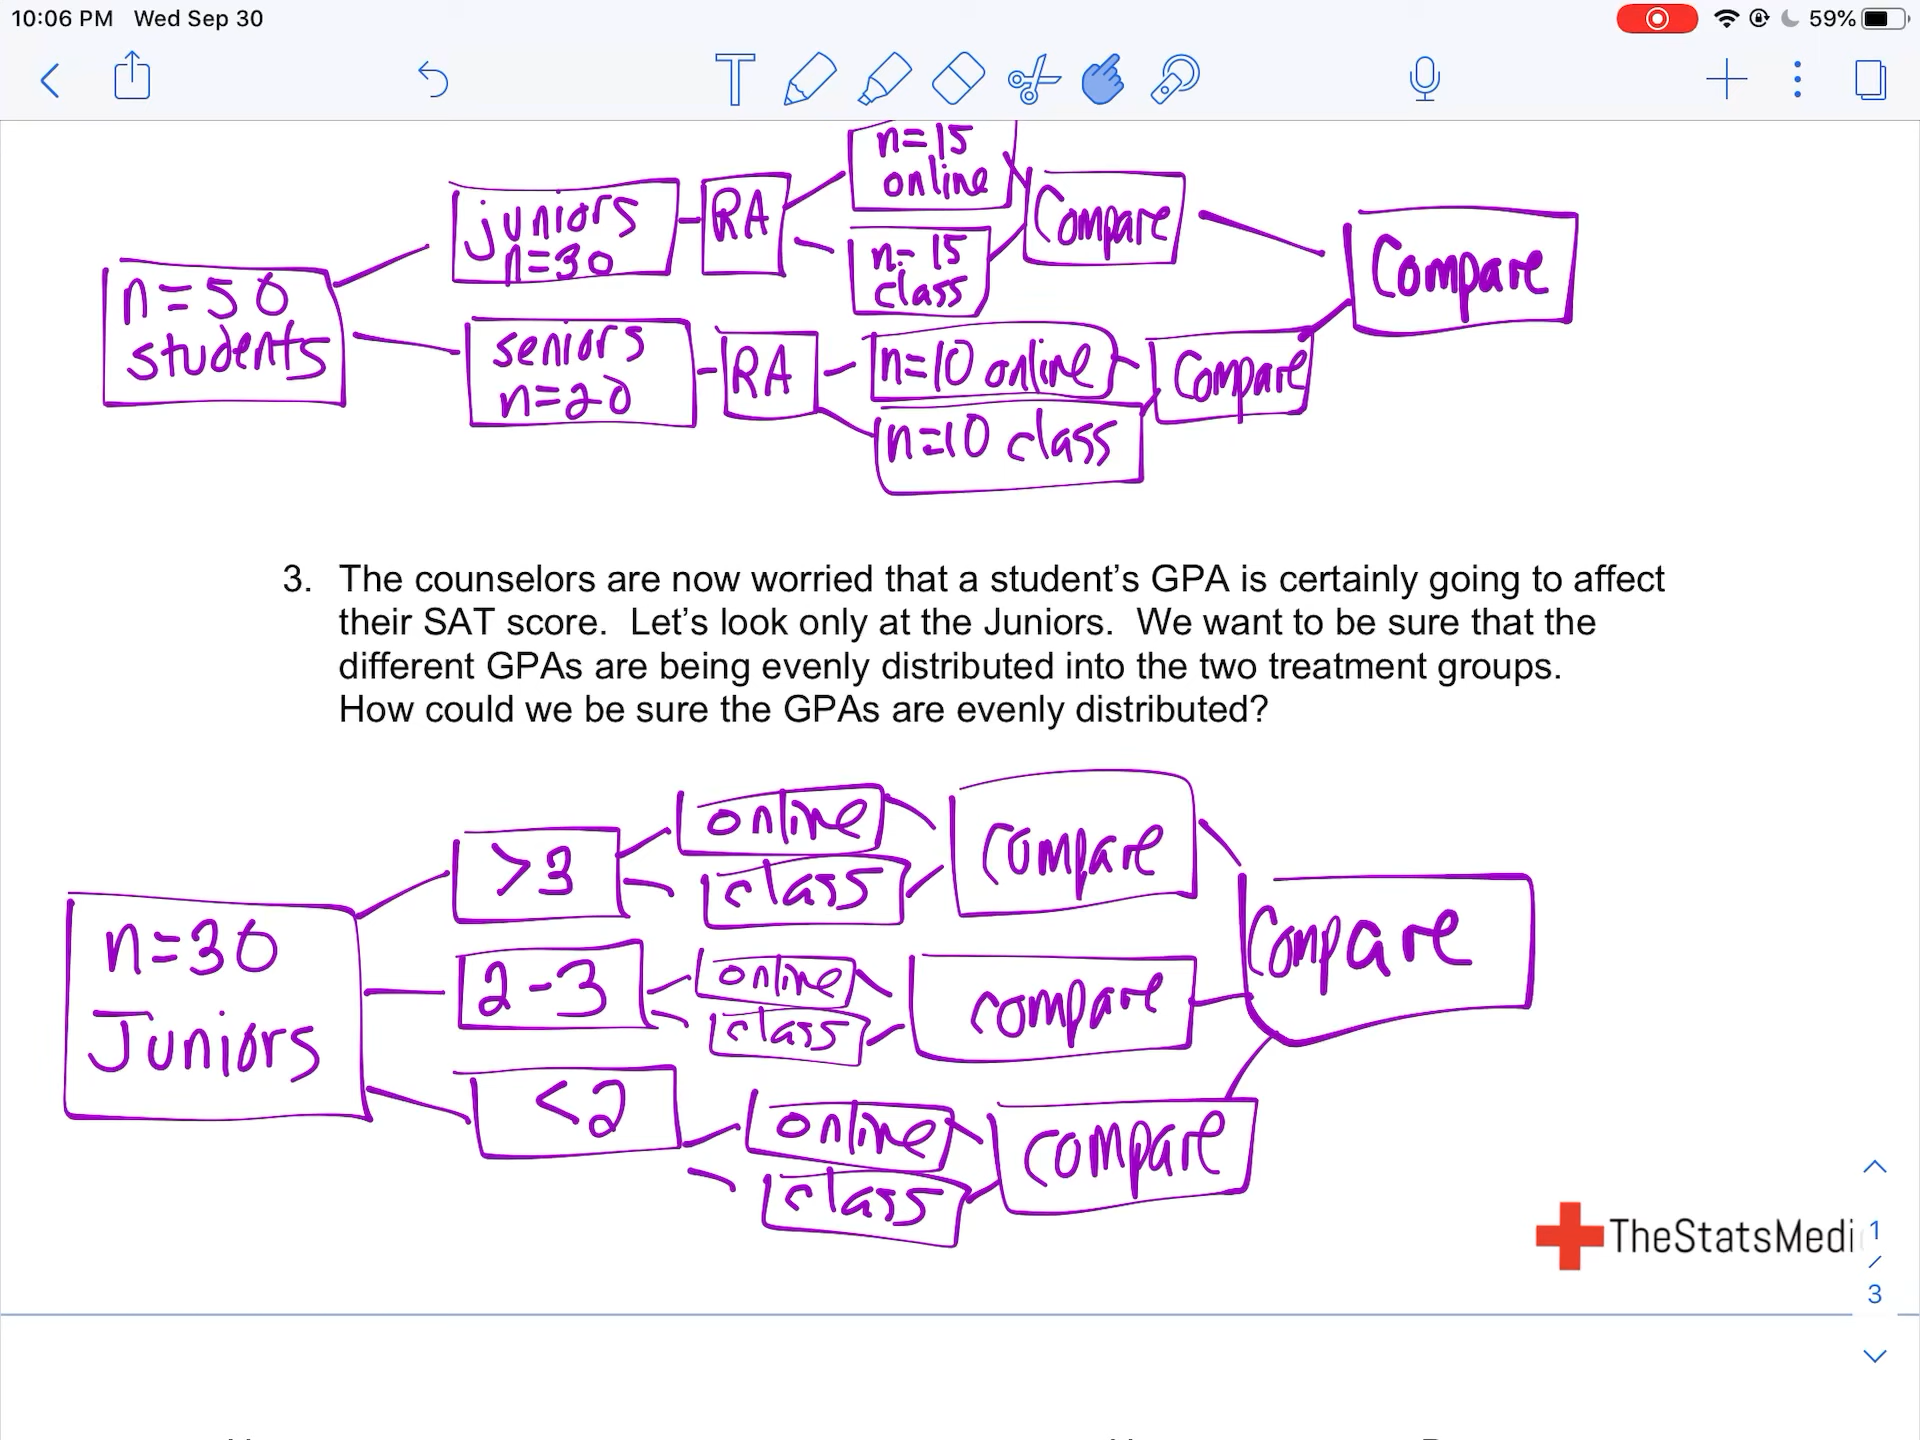 10:06 PM Wed Sep 30
59%
n=15
online
juniors
n=30
RA
Compare
n=15
class
Compare
n=50
students
seniors
n=20
RA
n=10 online
Compare
n=10 class
3. The counselors are now worried that a student's GPA is certainly going to affect
their SAT score. Let's look only at the Juniors. We want to be sure that the
different GPAs are being evenly distributed into the two treatment groups.
How could we be sure the GPAs are evenly distributed?
online
>3
compare
class
n=30
Juniors
Compare
2-3
online
compare
class
<2
online
compare
class
TheStatsMedi
1
/
3